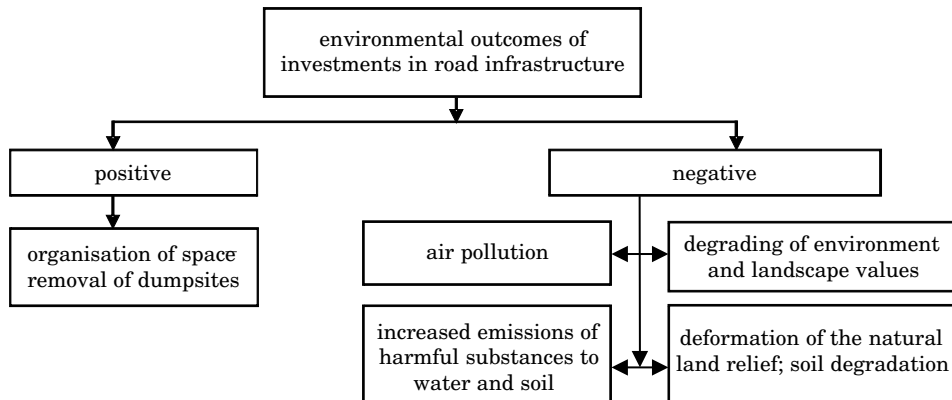 environmental outcomes of
investments in road infrastructure
positive
negative
organisation of space-
removal of dumpsites
air pollution
degrading of environment
and landscape values
increased emissions of
harmful substances to
water and soil
deformation of the natural
land relief; soil degradation